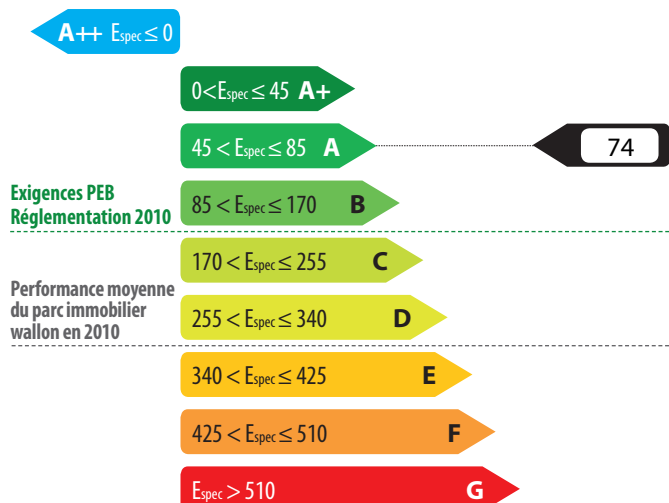 A++ Espec ≤ 0
0<Espec ≤ 45 A+
45 < Espec ≤ 85 A
74
Exigences PEB
Réglementation 2010
85 < Espec ≤ 170 B
170 < Espec ≤ 255 C
Performance moyenne
du parc immobilier
wallon en 2010
255 < Espec ≤ 340 D
340 < Espec ≤ 425 E
425 < Espec ≤ 510 F
Espec > 510 G